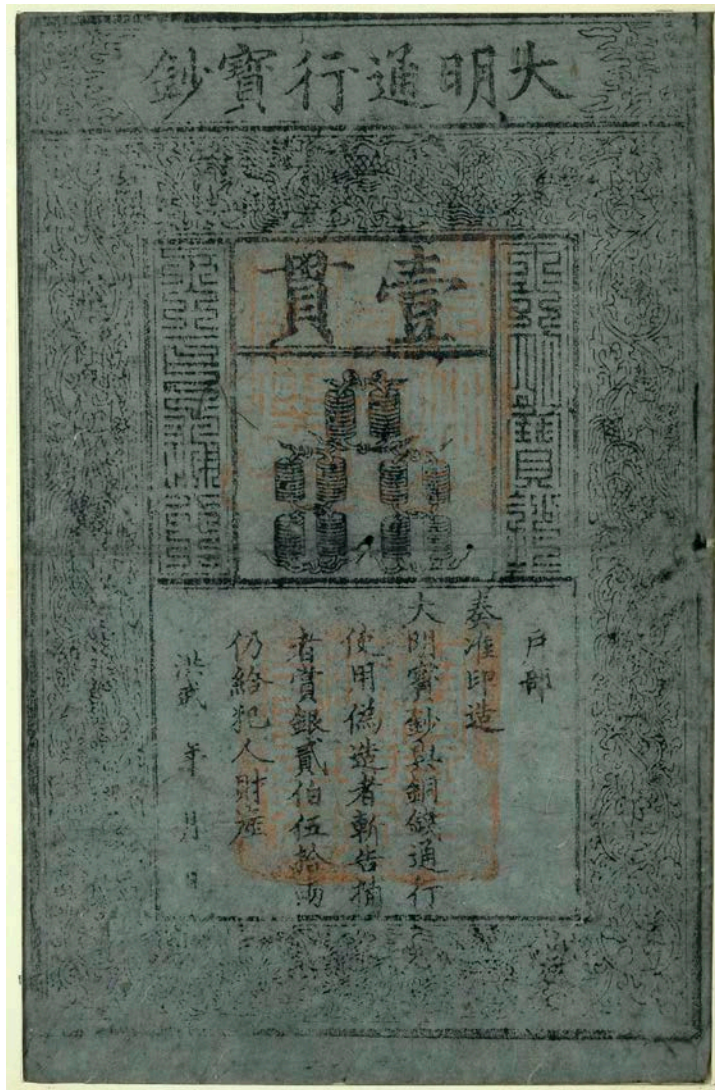 大明通行寶鈔
壹貫
戶部
奏准印造
大明寶鈔與銅錢通行
使用偽造者斬告捕
者賞銀貳伯伍拾兩
仍給犯人財產
洪武 年 月 日